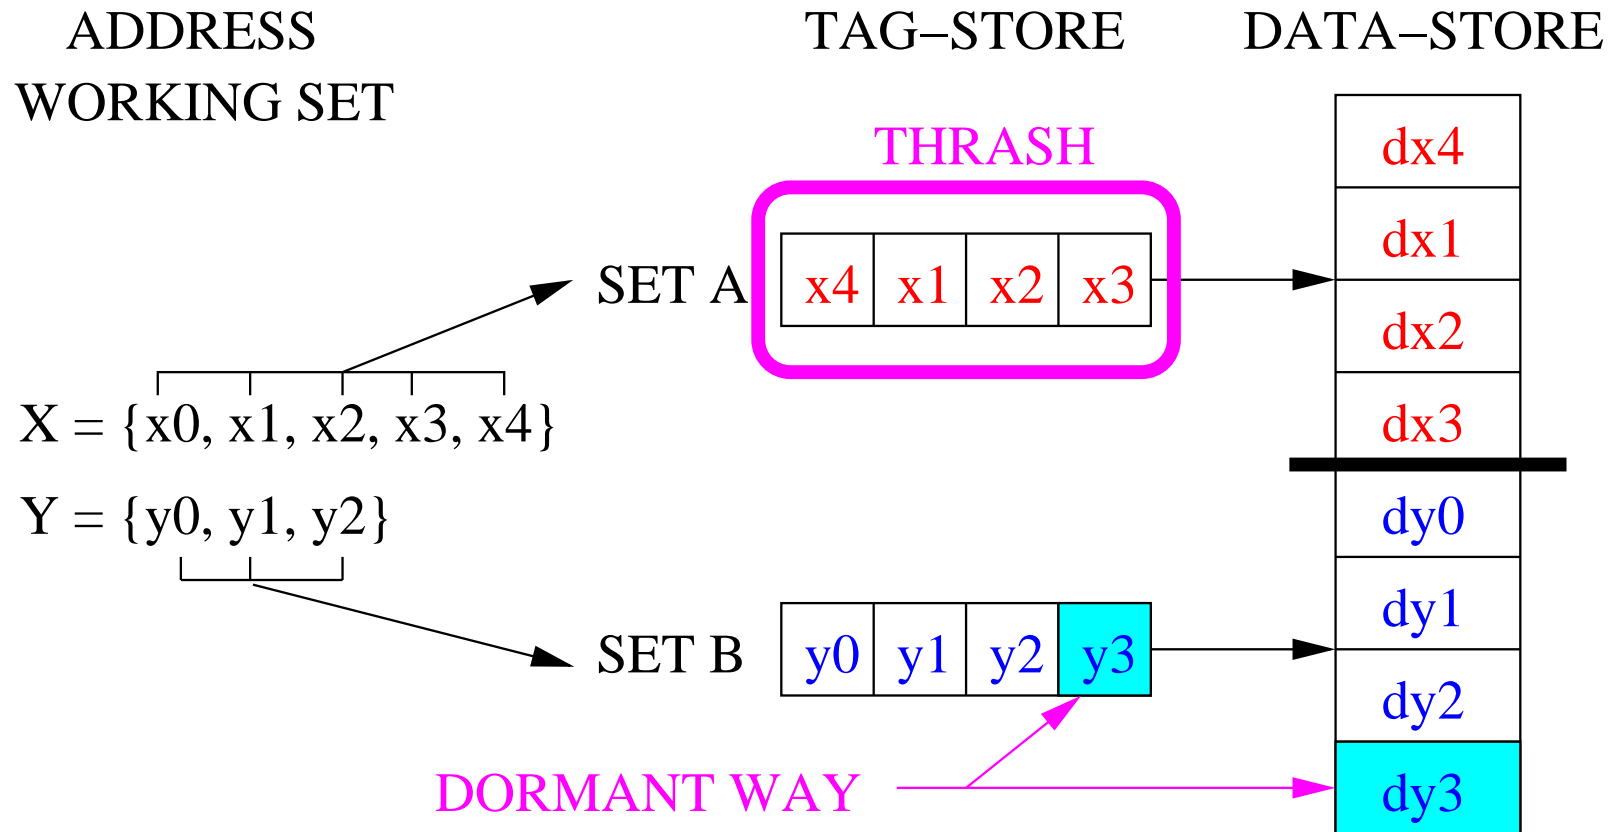 ADDRESS
WORKING SET
TAG–STORE
DATA–STORE
THRASH
SET A
x4 x1 x2 x3
X = {x0, x1, x2, x3, x4}
Y = {y0, y1, y2}
SET B
y0 y1 y2 y3
DORMANT WAY
dx4
dx1
dx2
dx3
dy0
dy1
dy2
dy3